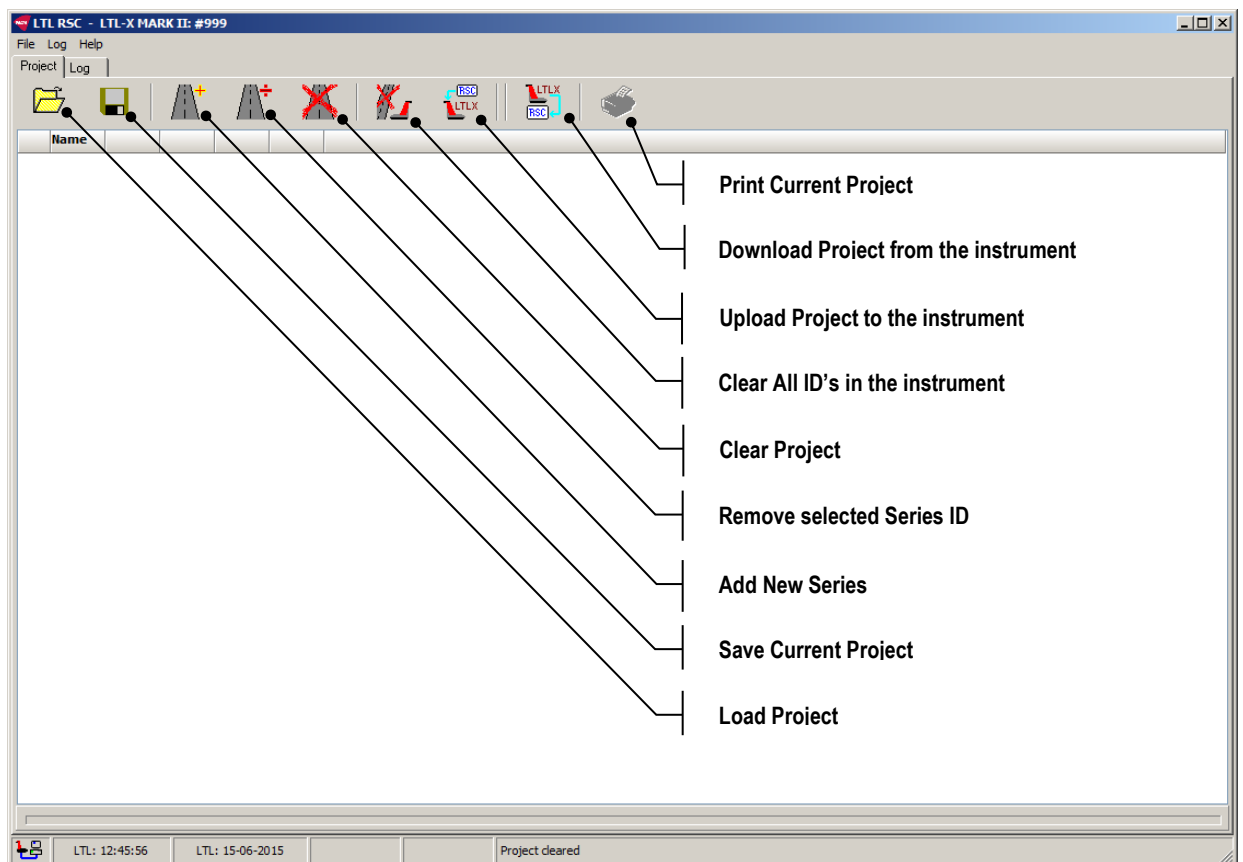 LTL RSC - LTL-X MARK II: #999
File Log Help
Project Log
RSC
LTLX
LTLX
RSC
Name
Print Current Project
Download Project from the instrument
Upload Project to the instrument
Clear All ID's in the instrument
Clear Project
Remove selected Series ID
Add New Series
Save Current Project
Load Project
LTL: 12:45:56 LTL: 15-06-2015 Project cleared